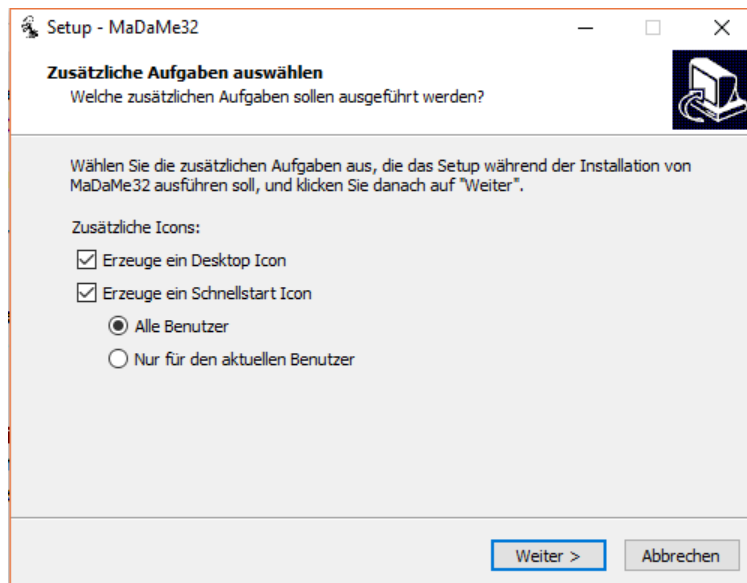 Setup - MaDaMe32
Zusätzliche Aufgaben auswählen
Welche zusätzlichen Aufgaben sollen ausgeführt werden?
Wählen Sie die zusätzlichen Aufgaben aus, die das Setup während der Installation von
MaDaMe32 ausführen soll, und klicken Sie danach auf "Weiter".
Zusätzliche Icons:
Erzeuge ein Desktop Icon
Erzeuge ein Schnellstart Icon
Alle Benutzer
Nur für den aktuellen Benutzer
Weiter > Abbrechen